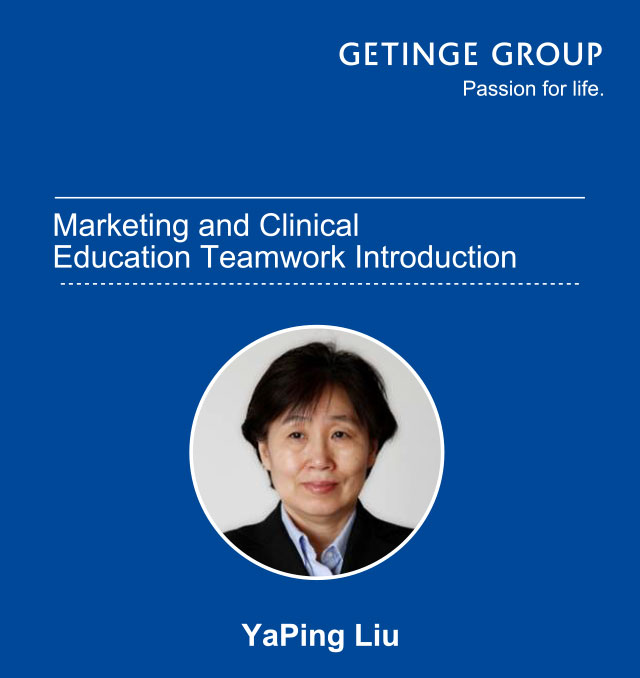 GETINGE GROUP
Passion for life.
Marketing and Clinical
Education Teamwork Introduction
YaPing Liu